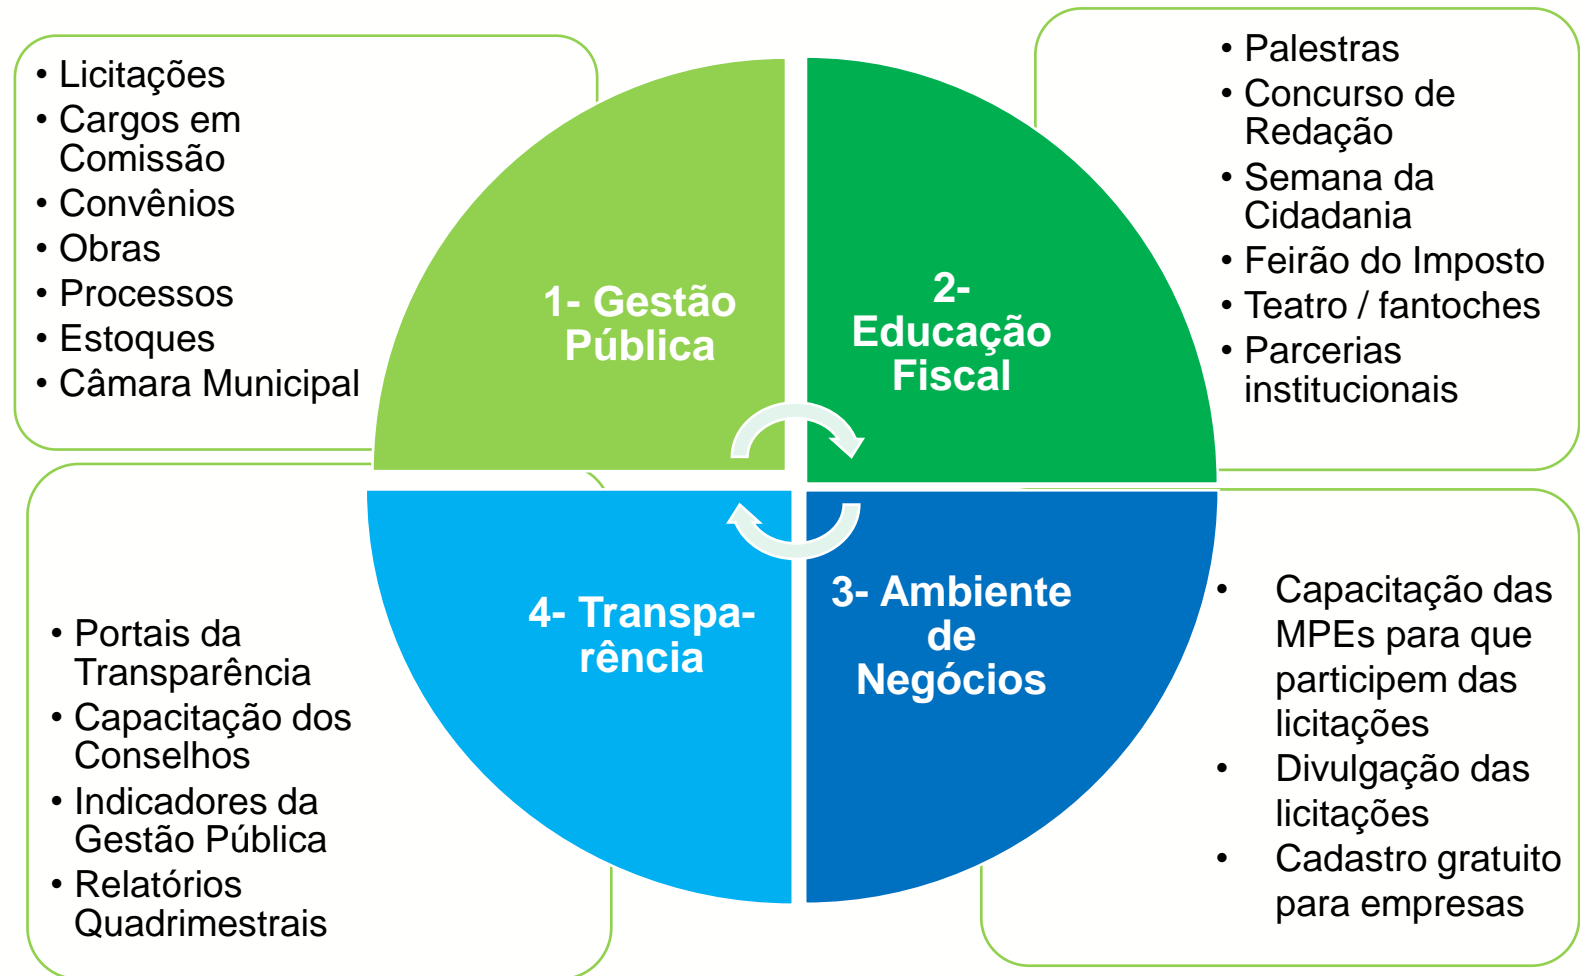 • Licitações
• Cargos em
Comissão
• Convênios
• Obras
• Processos
• Estoques
• Câmara Municipal
1- Gestão
Pública
2-
Educação
Fiscal
• Palestras
• Concurso de
Redação
• Semana da
Cidadania
• Feirão do Imposto
• Teatro / fantoches
• Parcerias
institucionais
• Portais da
Transparência
• Capacitação dos
Conselhos
• Indicadores da
Gestão Pública
• Relatórios
Quadrimestrais
4- Transpa-
rência
3- Ambiente
de
Negócios
• Capacitação das
MPEs para que
participem das
licitações
• Divulgação das
licitações
• Cadastro gratuito
para empresas